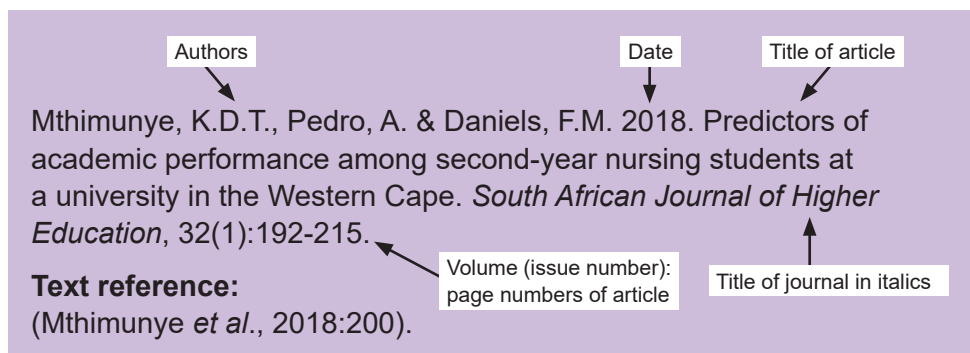 Authors
Date
Title of article
Mthimunye, K.D.T., Pedro, A. & Daniels, F.M. 2018. Predictors of
academic performance among second-year nursing students at
a university in the Western Cape. South African Journal of Higher
Education, 32(1):192-215.
Volume (issue number):
page numbers of article
Title of journal in italics
Text reference:
(Mthimunye et al., 2018:200).